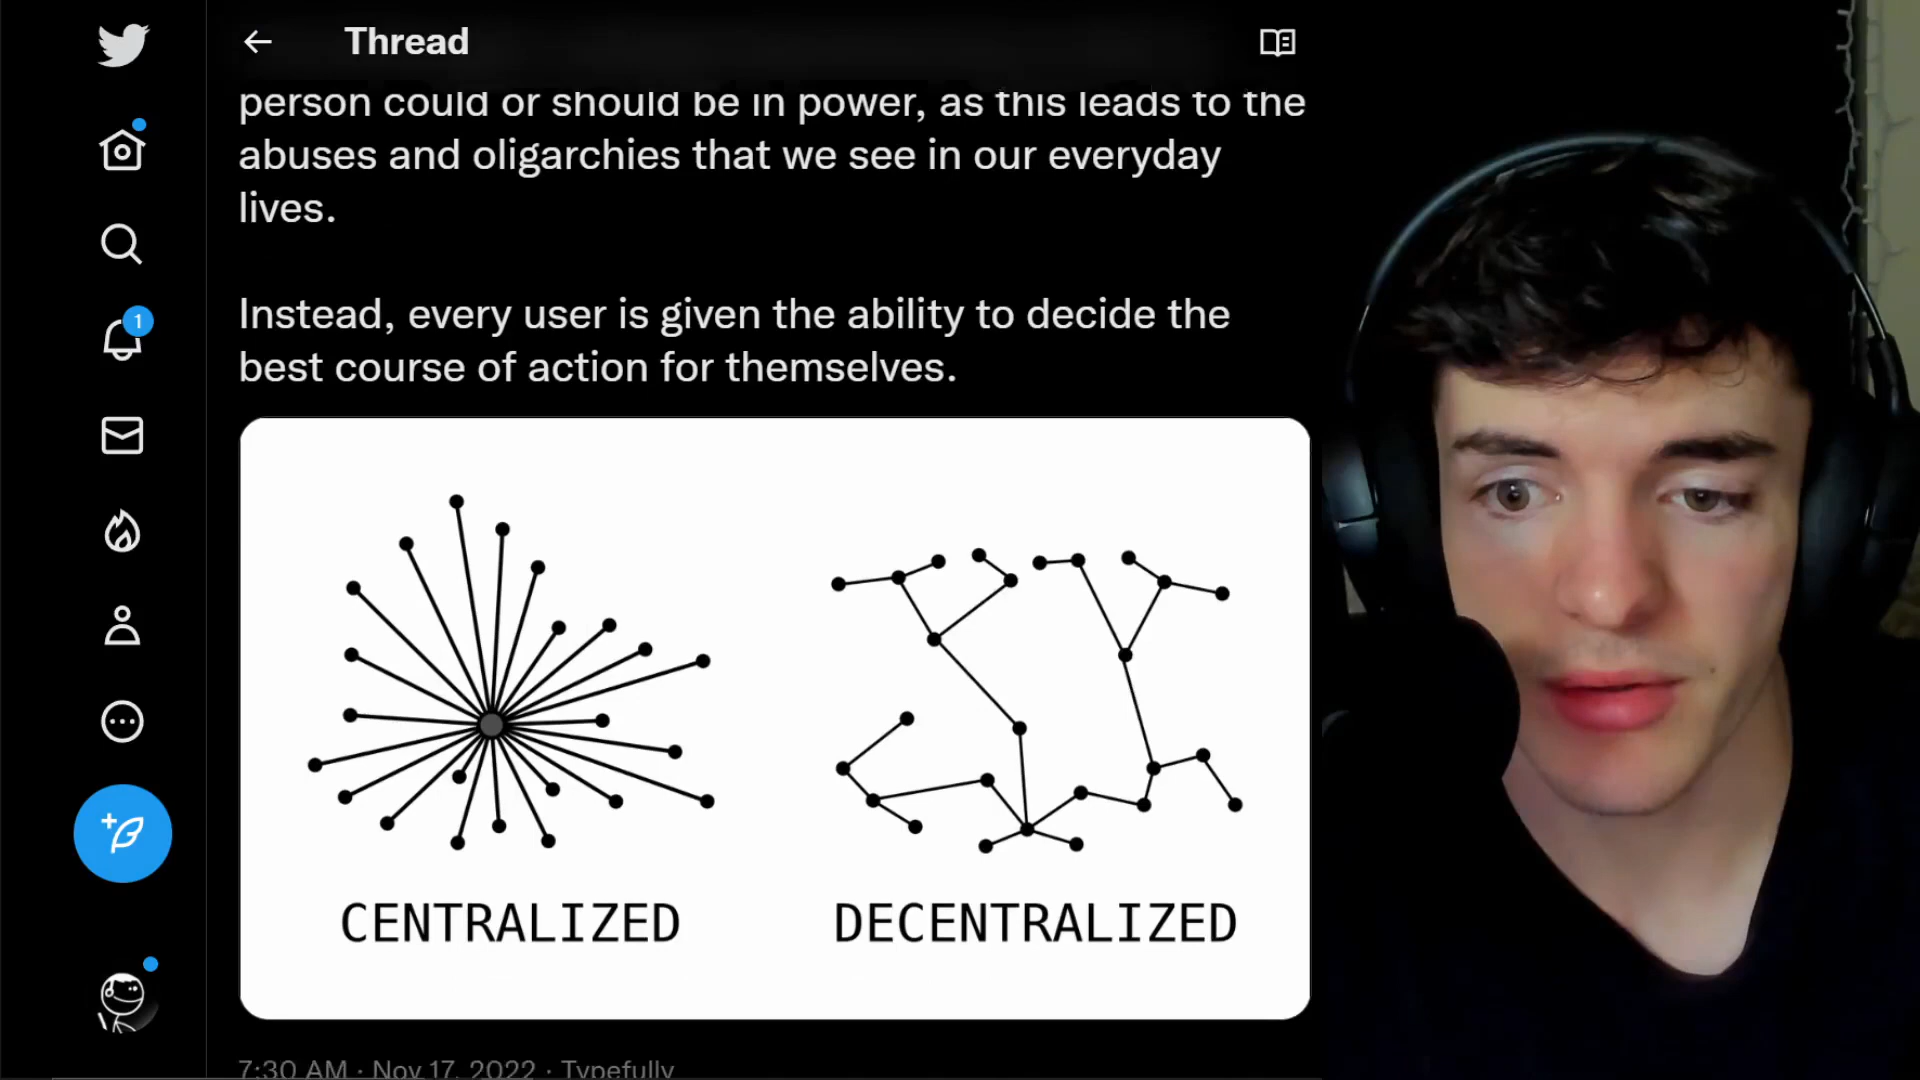 Thread
person could or should be in power, as this leads to the
abuses and oligarchies that we see in our everyday
lives.
Instead, every user is given the ability to decide the
best course of action for themselves.
1
CENTRALIZED
DECENTRALIZED
7:30 AM · Nov 17, 2022 · Typefully